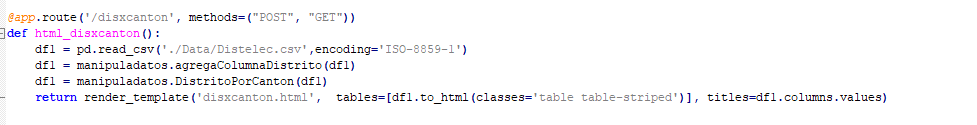 @app.route('/disxcanton', methods=("POST", "GET"))
def html_disxcanton():
    df1 = pd.read_csv('./Data/Distelec.csv',encoding='ISO-8859-1')
    df1 = manipuladatos.agregaColumnaDistrito(df1)
    df1 = manipuladatos.DistritoPorCanton(df1)
    return render_template('disxcanton.html',  tables=[df1.to_html(classes='table table-striped')], titles=df1.columns.values)